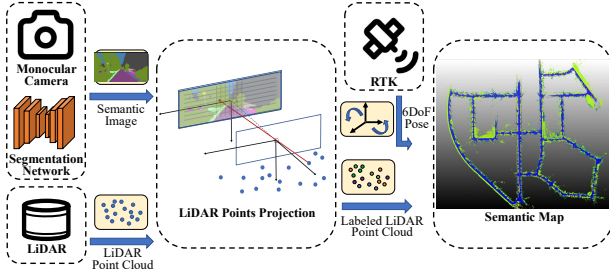 Monocular
Camera
Segmentation
Network
LiDAR
Semantic
Image
LiDAR
Point Cloud
LiDAR Points Projection
RTK
6DoF
Pose
Labeled LiDAR
Point Cloud
Semantic Map